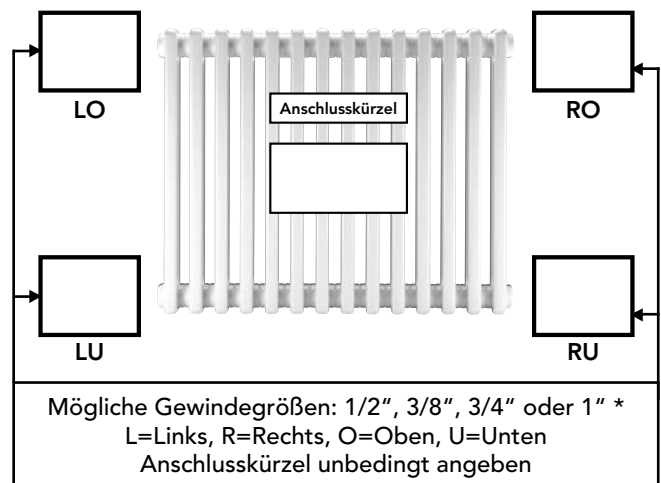 LO
RO
Anschlusskürzel
LU
RU
Mögliche Gewindegrößen: 1/2“, 3/8“, 3/4“ oder 1“ *
L=Links, R=Rechts, O=Oben, U=Unten
Anschlusskürzel unbedingt angeben